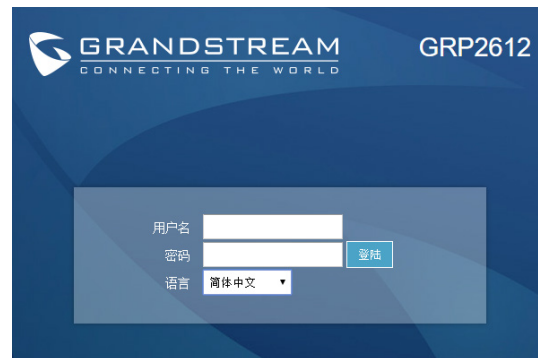 GRANDSTREAM
CONNECTING THE WORLD
GRP2612
用户名
密码
登陆
语言
简体中文